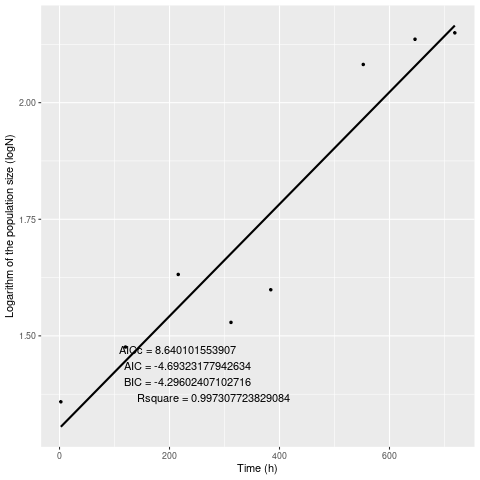 2.00
1.75
1.50
0
200
400
600
Logarithm of the population size (logN)
Time (h)
AICc = 8.640101553907
AIC = -4.69323177942634
BIC = -4.29602407102716
Rsquare = 0.997307723829084